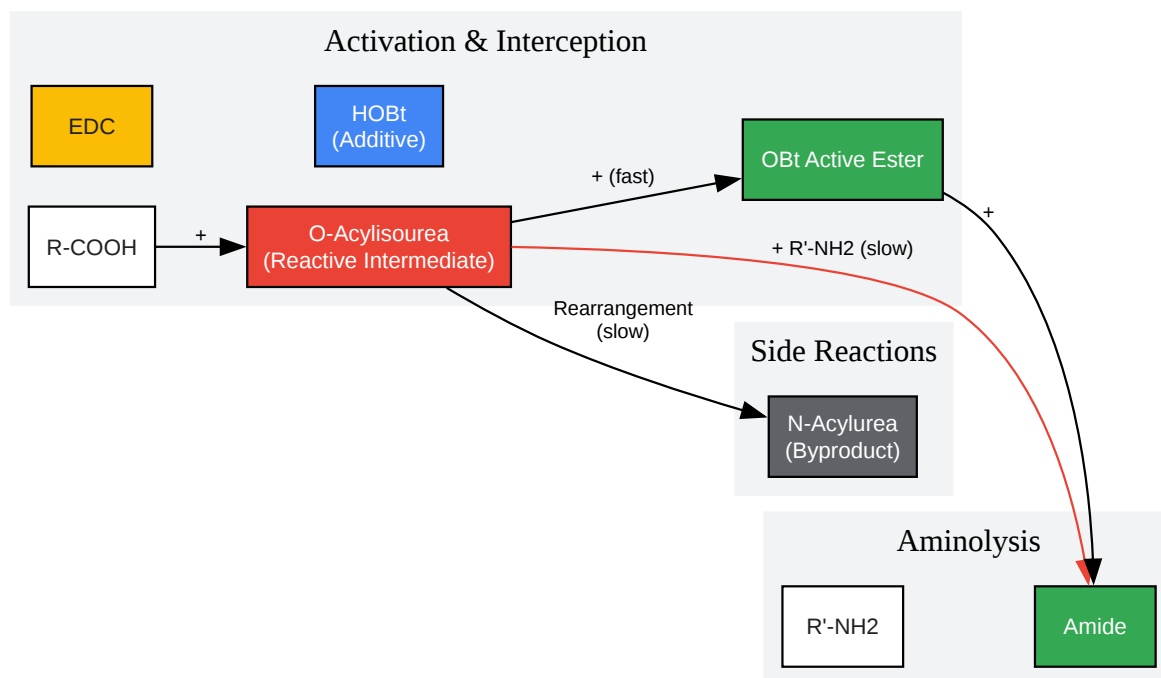 Activation & Interception
EDC
HOBt
(Additive)
OBt Active Ester
+ (fast)
R-COOH
+
O-Acylisourea
(Reactive Intermediate)
+
+ R'-NH2 (slow)
Rearrangement
(slow)
Side Reactions
N-Acylurea
(Byproduct)
Aminolysis
R'-NH2
Amide